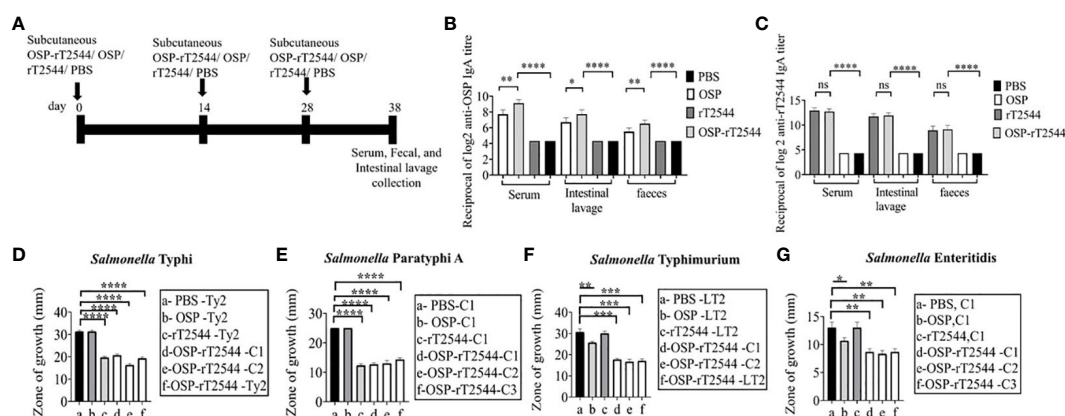 A
Subcutaneous
OSP-rT2544/ OSP/
rT2544/ PBS
Subcutaneous
OSP-rT2544/ OSP/
rT2544/ PBS
Subcutaneous
OSP-rT2544/ OSP/
rT2544/ PBS
day 0 14 28 38
Serum, Fecal, and
Intestinal lavage
collection
B
Reciprocal of log2 anti-OSP IgA titre
10
8
6
4
2
0
** **** * **** ** ****
Serum
Intestinal
lavage
faeces
PBS
OSP
rT2544
OSP-rT2544
C
Reciprocal of log 2 anti-rT2544 IgA titer
15
10
5
0
ns **** ns **** ns ****
Serum
Intestinal
lavage
faeces
PBS
OSP
rT2544
OSP-rT2544
D
Salmonella Typhi
Zone of growth (mm)
40
30
20
10
0
****
****
****
****
a b c d e f
a- PBS -Ty2
b- OSP -Ty2
c-rT2544 -Ty2
d-OSP-rT2544 -C1
e-OSP-rT2544 -C2
f-OSP-rT2544 -Ty2
E
Salmonella Paratyphi A
Zone of growth (mm)
30
20
10
0
****
****
****
****
a b c d e f
a- PBS-C1
b- OSP-C1
c-rT2544-C1
d-OSP-rT2544-C1
e-OSP-rT2544-C2
f-OSP-rT2544-C3
F
Salmonella Typhimurium
Zone of growth (mm)
40
30
20
10
0
**
***
***
***
a b c d e f
a- PBS -LT2
b- OSP -LT2
c-rT2544 -LT2
d-OSP-rT2544 -C1
e-OSP-rT2544 -C2
f-OSP-rT2544 -LT2
G
Salmonella Enteritidis
Zone of growth (mm)
15
10
5
0
*
**
**
**
a b c d e f
a- PBS, C1
b-OSP,C1
c-rT2544,C1
d-OSP-rT2544 -C1
e-OSP-rT2544 -C2
f-OSP-rT2544 -C3